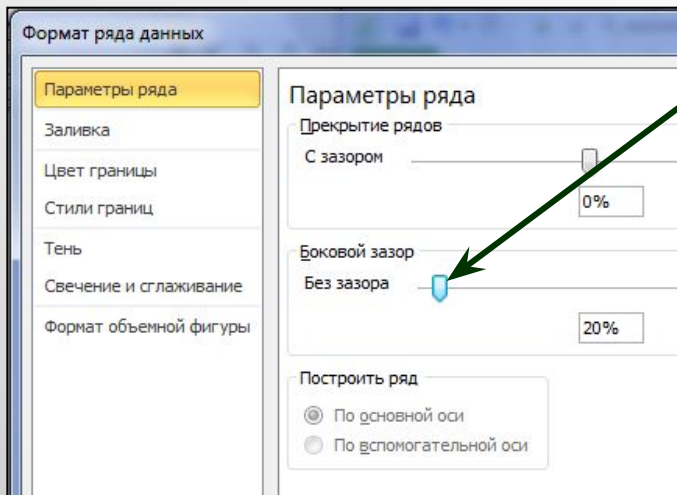 Формат ряда данных
Параметры ряда
Заливка
Цвет границы
Стили границ
Тень
Свечение и сглаживание
Формат объемной фигуры
Параметры ряда
Прекрытие рядов
С зазором
0%
Боковой зазор
Без зазора
20%
Построить ряд
По основной оси
По вспомогательной оси